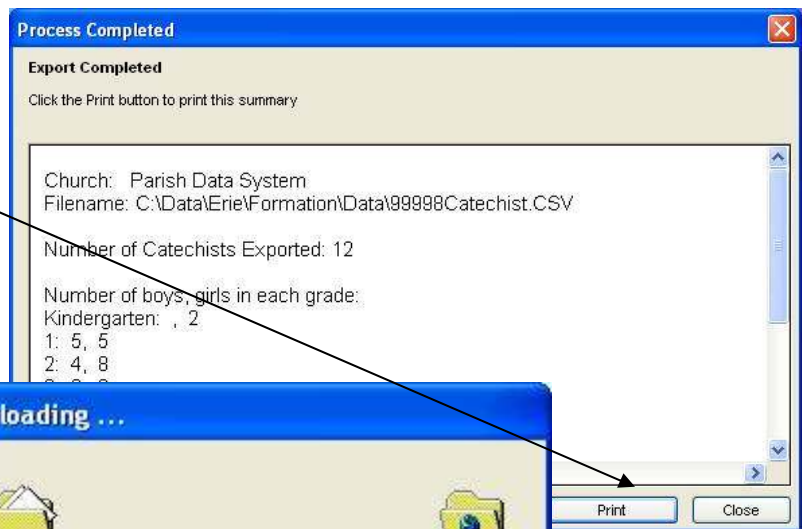 Process Completed
Export Completed
Click the Print button to print this summary
Church: Parish Data System
Filename: C:\Data\Erie\Formation\Data\99998Catechist.CSV
Number of Catechists Exported: 12
Number of boys, girls in each grade:
Kindergarten: , 2
1: 5, 5
2: 4, 8
loading ...
Print
Close